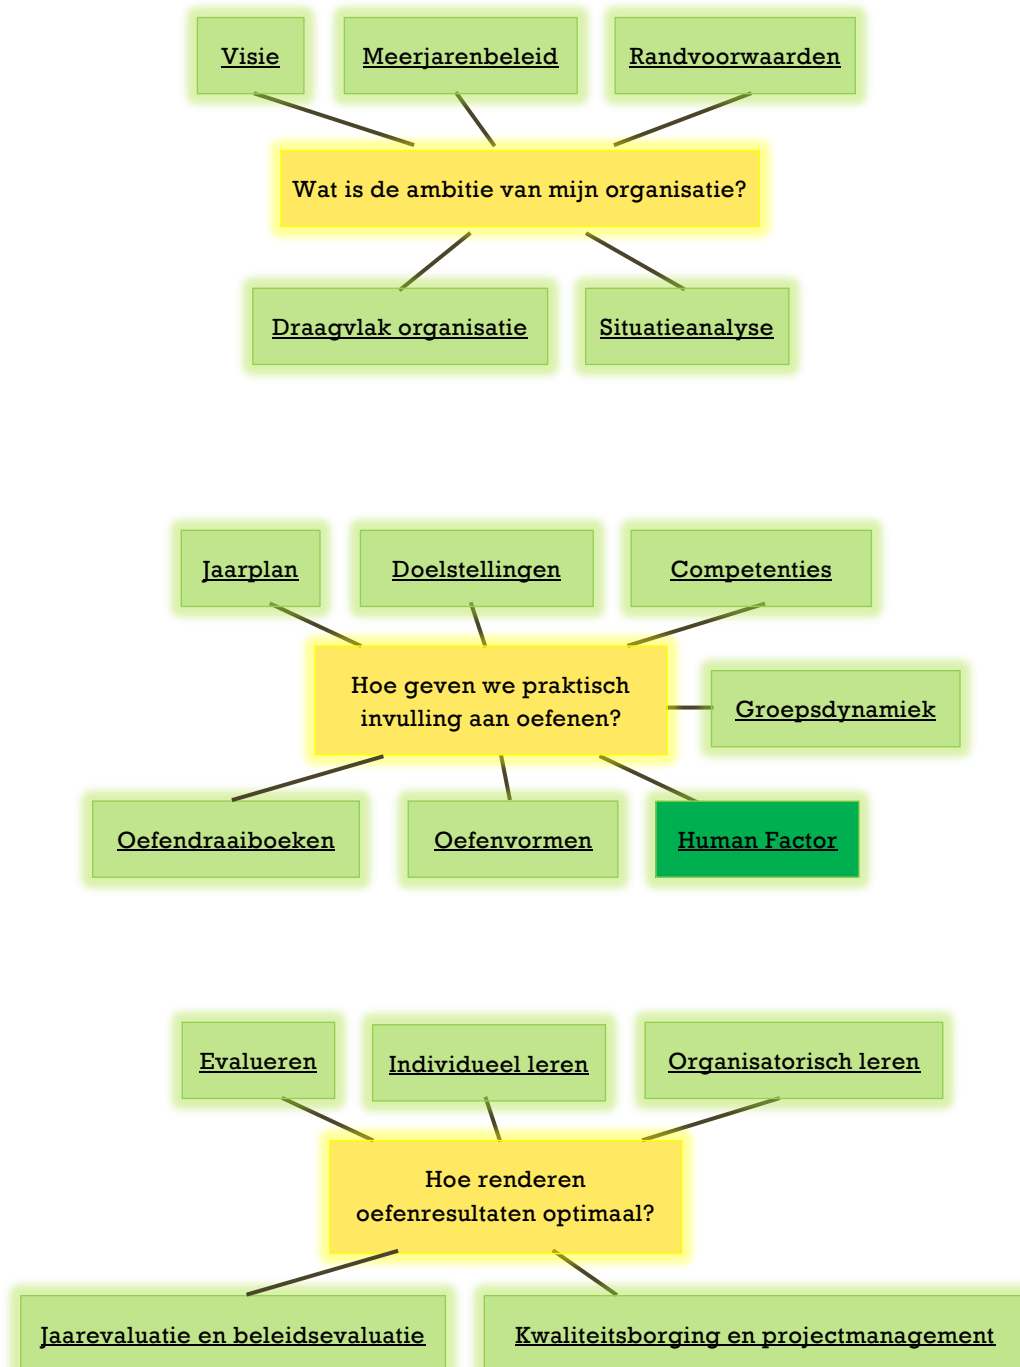 Visie
Meerjarenbeleid
Randvoorwaarden
Wat is de ambitie van mijn organisatie?
Draagvlak organisatie
Situatieanalyse
Jaarplan
Doelstellingen
Competenties
Hoe geven we praktisch
invulling aan oefenen?
Groepsdynamiek
Oefendraaiboeken
Oefenvormen
Human Factor
Evalueren
Individueel leren
Organisatorisch leren
Hoe renderen
oefenresultaten optimaal?
Jaarevaluatie en beleidsevaluatie
Kwaliteitsborging en projectmanagement